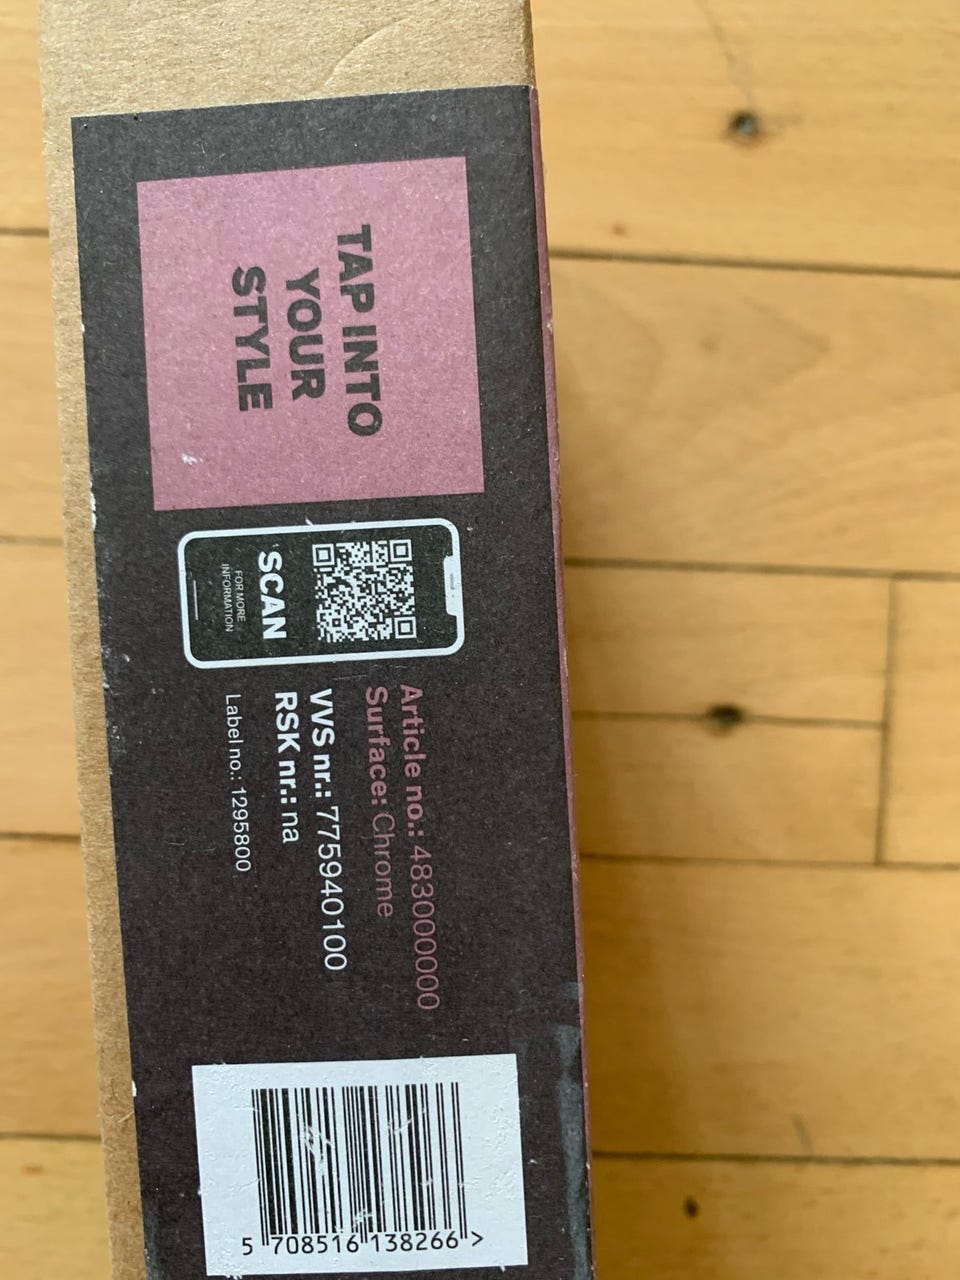 TAP INTO
YOUR
STYLE
SCAN
FOR MORE
INFORMATION
Article no.: 483000000
Surface: Chrome
VVS nr.: 775940100
RSK nr.: na
Label no.: 1295800
5 708516 138266 >